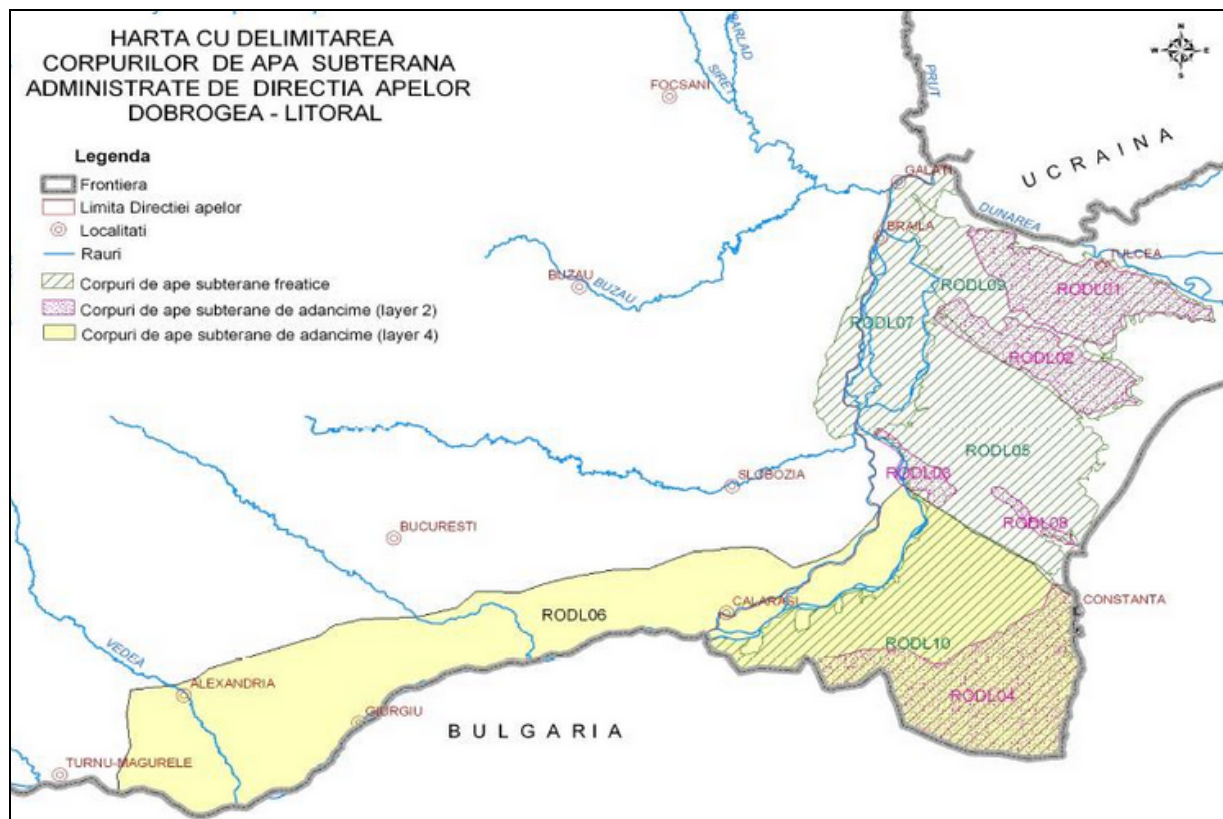 HARTA CU DELIMITAREA
CORPURILOR DE APA SUBTERANA
ADMINISTRATE DE DIRECTIA APELOR
DOBROGEA - LITORAL
Legenda
Frontiera
Limita Directiei apelor
Localitati
Rauri
Corpuri de ape subterane freatice
Corpuri de ape subterane de adancime (layer 2)
Corpuri de ape subterane de adancime (layer 4)
N
W E
S
BARLAD
SIRET
FOCSANI
PRUT
UCRAINA
GALATI
DUNAREA
BRAILA
TULCEA
BUZAU
BUZAU
RODL09
RODL01
RODL07
RODL02
RODL05
SLOBOZIA
RODL03
RODL08
BUCURESTI
CALARASI
CONSTANTA
RODL06
RODL10
VEDEA
ALEXANDRIA
RODL04
GIURGIU
BULGARIA
TURNU-MAGURELE